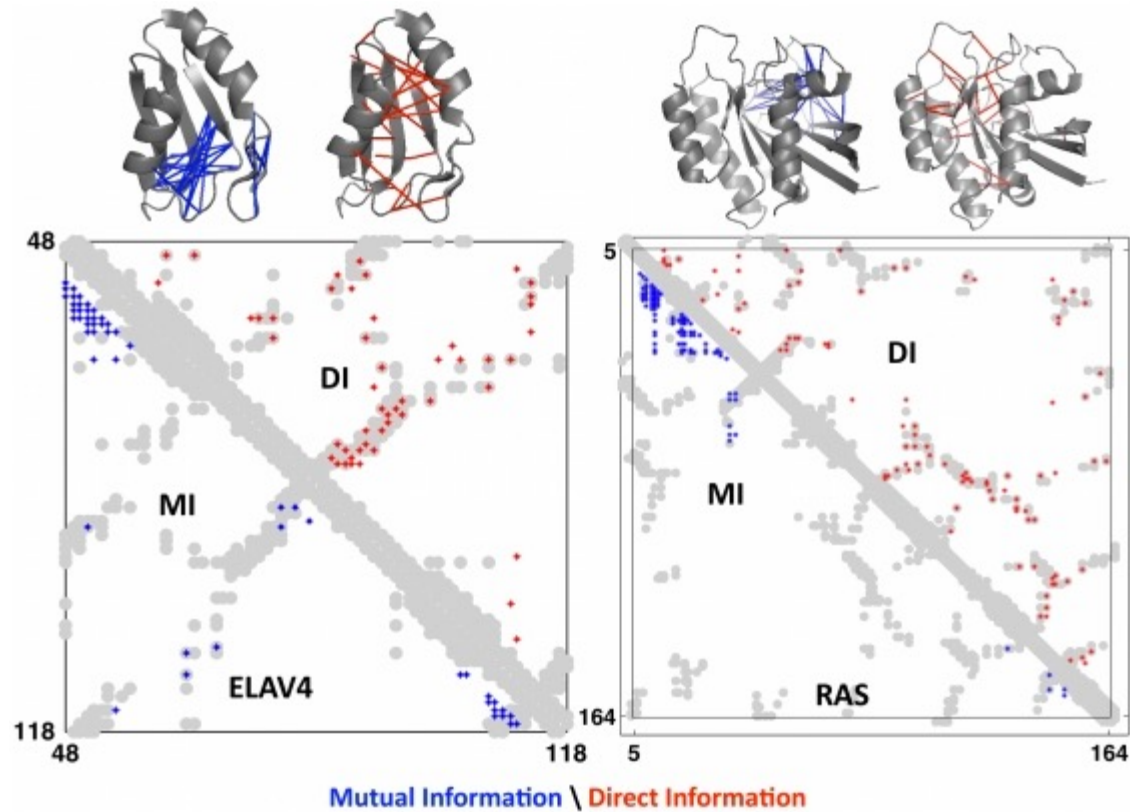 48
DI
MI
ELAV4
118
48
118
5
DI
MI
RAS
164
5
164
Mutual Information \ Direct Information